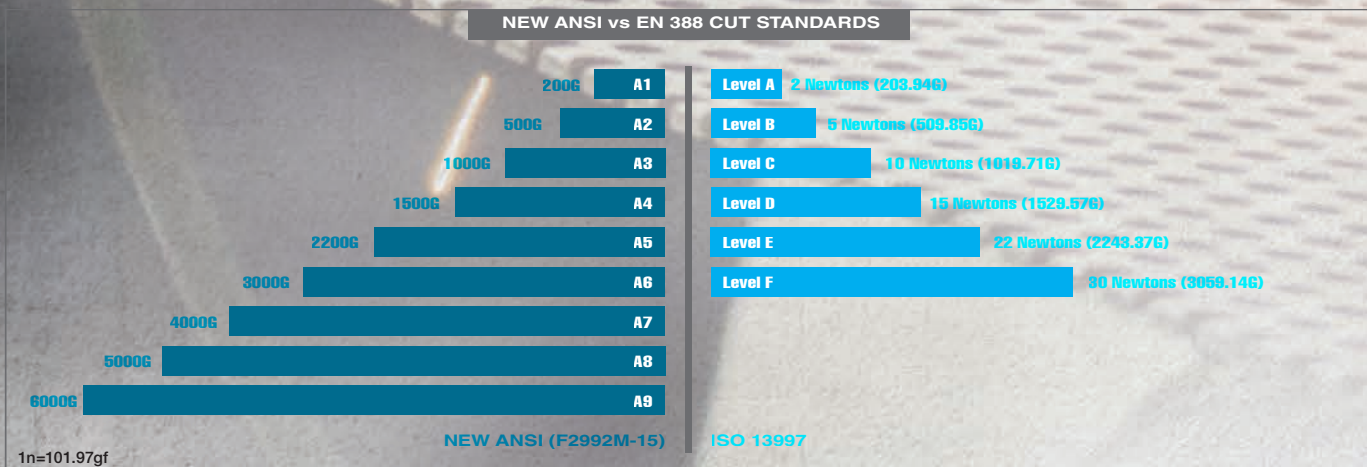 NEW ANSI vs EN 388 CUT STANDARDS
200G A1 Level A 2 Newtons (203.94G)
500G A2 Level B 5 Newtons (509.85G)
1000G A3 Level C 10 Newtons (1019.71G)
1500G A4 Level D 15 Newtons (1529.57G)
2200G A5 Level E 22 Newtons (2243.37G)
3000G A6 Level F 30 Newtons (3059.14G)
4000G A7
5000G A8
6000G A9
NEW ANSI (F2992M-15) ISO 13997
1n=101.97gf